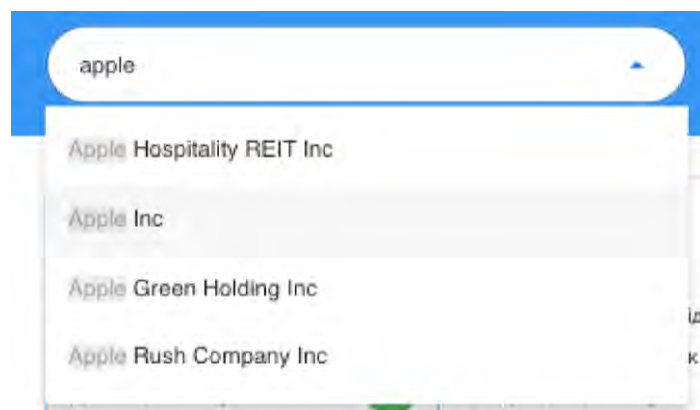 apple
Apple Hospitality REIT Inc
Apple Inc
Apple Green Holding Inc
Apple Rush Company Inc